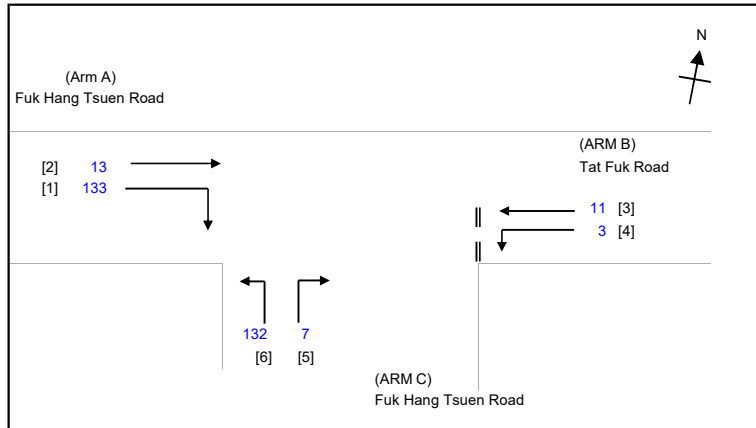 N
(Arm A)
Fuk Hang Tsuen Road
(ARM B)
Tat Fuk Road
[2] 13
[1] 133
11 [3]
3 [4]
132 7
[6] [5]
(ARM C)
Fuk Hang Tsuen Road